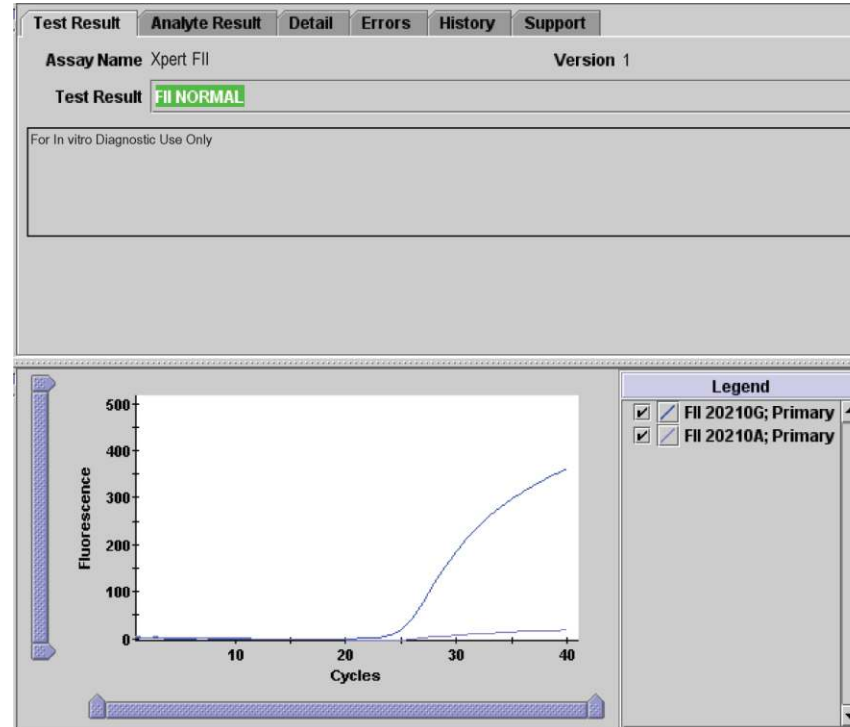 Test Result Analyte Result Detail Errors History Support
Assay Name Xpert FII Version 1
Test Result FII NORMAL
For In vitro Diagnostic Use Only
Legend
FII 20210G; Primary
FII 20210A; Primary
500
400
300
200
100
0
Fluorescence
10 20 30 40
Cycles